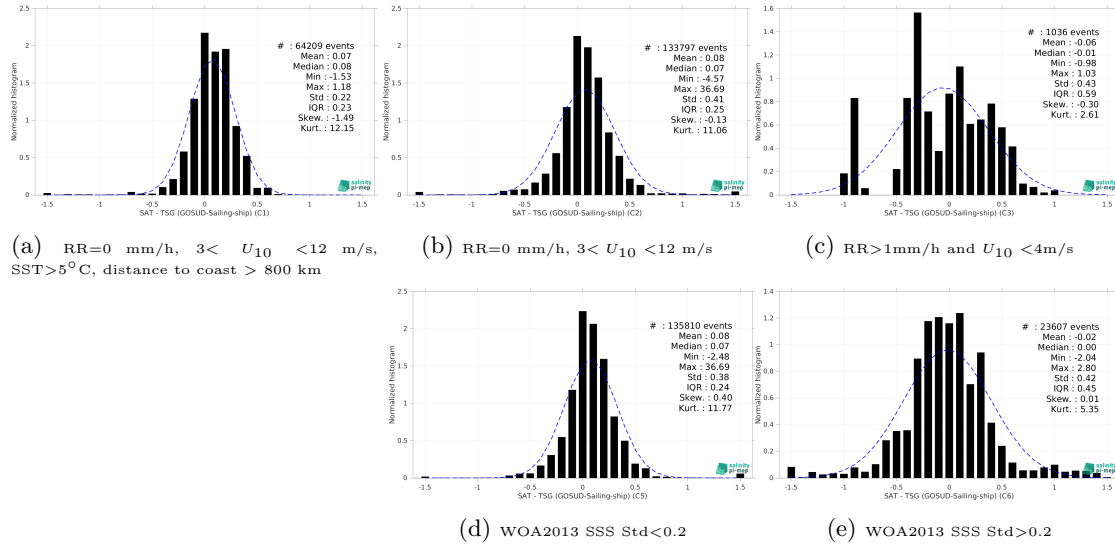 2.5
2
1.5
1
0.5
0
Normalized histogram
# : 64209 events
Mean : 0.07
Median : 0.08
Min : -1.53
Max : 1.18
Std : 0.22
IQR : 0.23
Skew. : -1.49
Kurt. : 12.15
salinity
pi-mep
-1.5 -1 -0.5 0 0.5 1 1.5
SAT - TSG (GOSUD-Sailing-ship) (C1)
(a) RR=0 mm/h, 3< U10 <12 m/s,
SST>5°C, distance to coast > 800 km
2.5
2
1.5
1
0.5
0
Normalized histogram
# : 133797 events
Mean : 0.08
Median : 0.07
Min : -4.57
Max : 36.69
Std : 0.41
IQR : 0.25
Skew. : -0.13
Kurt. : 11.06
salinity
pi-mep
-1.5 -1 -0.5 0 0.5 1 1.5
SAT - TSG (GOSUD-Sailing-ship) (C2)
(b) RR=0 mm/h, 3< U10 <12 m/s
1.6
1.4
1.2
1
0.8
0.6
0.4
0.2
0
Normalized histogram
# : 1036 events
Mean : -0.06
Median : -0.01
Min : -0.98
Max : 1.03
Std : 0.43
IQR : 0.59
Skew. : -0.30
Kurt. : 2.61
salinity
pi-mep
-1.5 -1 -0.5 0 0.5 1 1.5
SAT - TSG (GOSUD-Sailing-ship) (C3)
(c) RR>1mm/h and U10 <4m/s
2.5
2
1.5
1
0.5
0
Normalized histogram
# : 135810 events
Mean : 0.08
Median : 0.07
Min : -2.48
Max : 36.69
Std : 0.38
IQR : 0.24
Skew. : 0.40
Kurt. : 11.77
salinity
pi-mep
-1.5 -1 -0.5 0 0.5 1 1.5
SAT - TSG (GOSUD-Sailing-ship) (C5)
(d) WOA2013 SSS Std<0.2
1.4
1.2
1
0.8
0.6
0.4
0.2
0
Normalized histogram
# : 23607 events
Mean : -0.02
Median : 0.00
Min : -2.04
Max : 2.80
Std : 0.42
IQR : 0.45
Skew. : 0.01
Kurt. : 5.35
salinity
pi-mep
-1.5 -1 -0.5 0 0.5 1 1.5
SAT - TSG (GOSUD-Sailing-ship) (C6)
(e) WOA2013 SSS Std>0.2